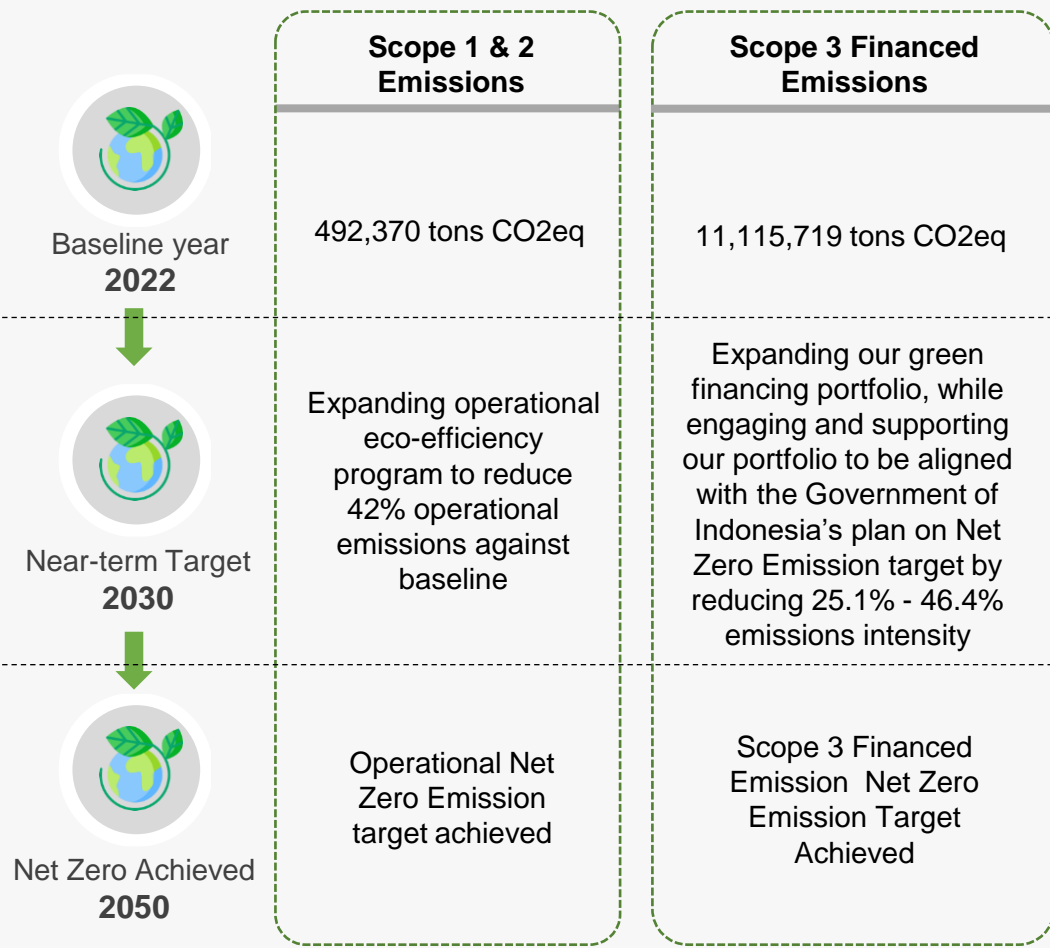 Scope 1 & 2
Emissions
Scope 3 Financed
Emissions
Baseline year
2022
492,370 tons CO2eq
11,115,719 tons CO2eq
Near-term Target
2030
Expanding operational
eco-efficiency
program to reduce
42% operational
emissions against
baseline
Expanding our green
financing portfolio, while
engaging and supporting
our portfolio to be aligned
with the Government of
Indonesia’s plan on Net
Zero Emission target by
reducing 25.1% - 46.4%
emissions intensity
Net Zero Achieved
2050
Operational Net
Zero Emission
target achieved
Scope 3 Financed
Emission  Net Zero
Emission Target
Achieved